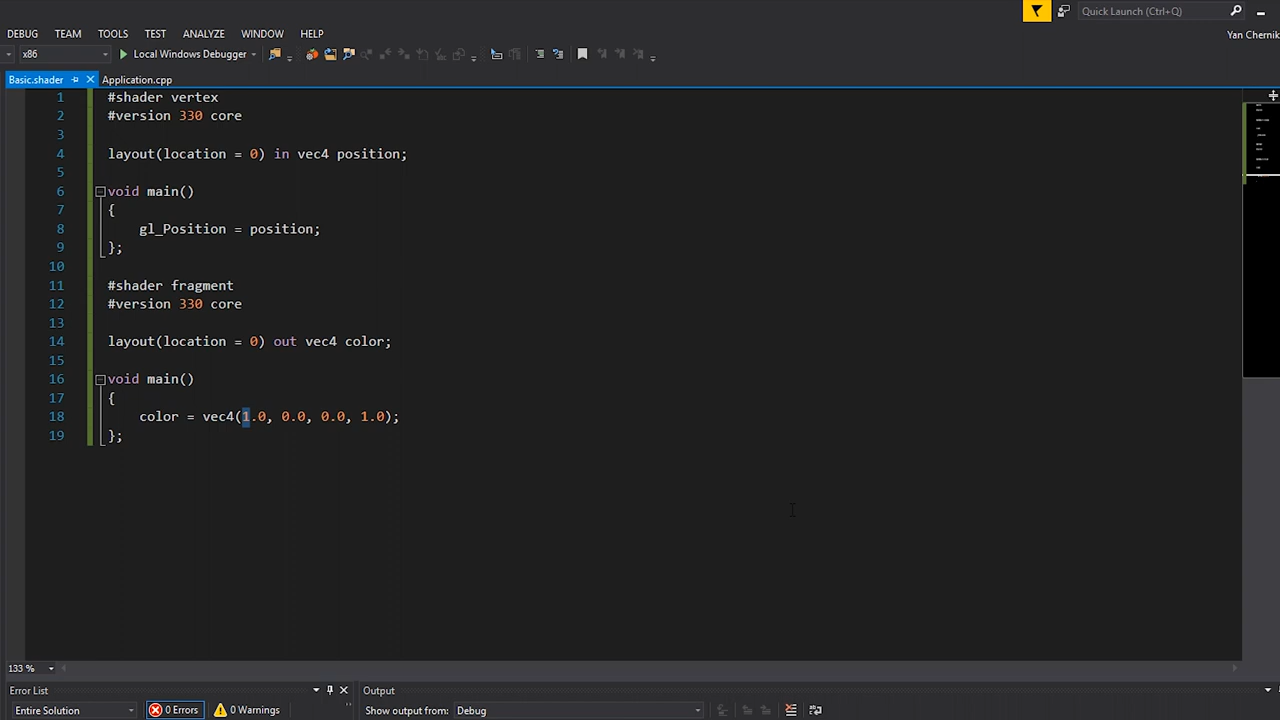 Quick Launch (Ctrl+Q)
DEBUG TEAM TOOLS TEST ANALYZE WINDOW HELP
Yan Chernik
x86 Local Windows Debugger
Basic.shader Application.cpp
1 #shader vertex
2 #version 330 core
3
4 layout(location = 0) in vec4 position;
5
6 void main()
7 {
8 gl_Position = position;
9 };
10
11 #shader fragment
12 #version 330 core
13
14 layout(location = 0) out vec4 color;
15
16 void main()
17 {
18 color = vec4(1.0, 0.0, 0.0, 1.0);
19 };
133 %
Error List Output
Entire Solution 0 Errors 0 Warnings Show output from: Debug